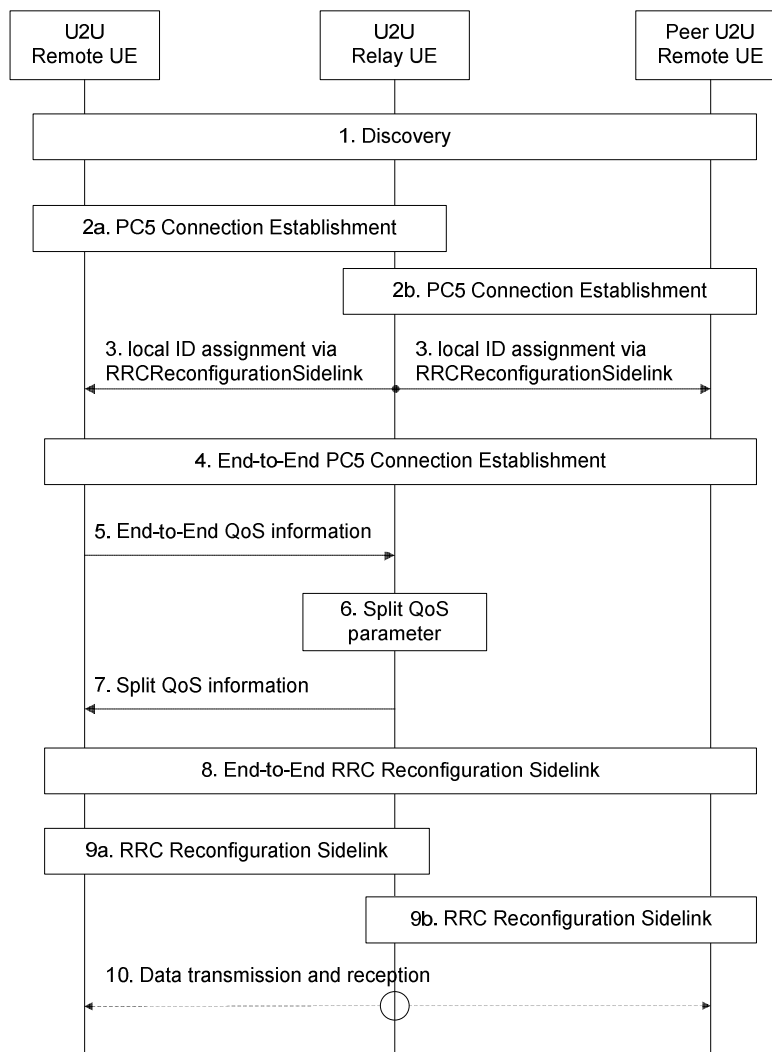 U2U
Remote UE
U2U
Relay UE
Peer U2U
Remote UE
1. Discovery
2a. PC5 Connection Establishment
2b. PC5 Connection Establishment
3. local ID assignment via
RRCReconfigurationSidelink
3. local ID assignment via
RRCReconfigurationSidelink
4. End-to-End PC5 Connection Establishment
5. End-to-End QoS information
6. Split QoS
parameter
7. Split QoS information
8. End-to-End RRC Reconfiguration Sidelink
9a. RRC Reconfiguration Sidelink
9b. RRC Reconfiguration Sidelink
10. Data transmission and reception